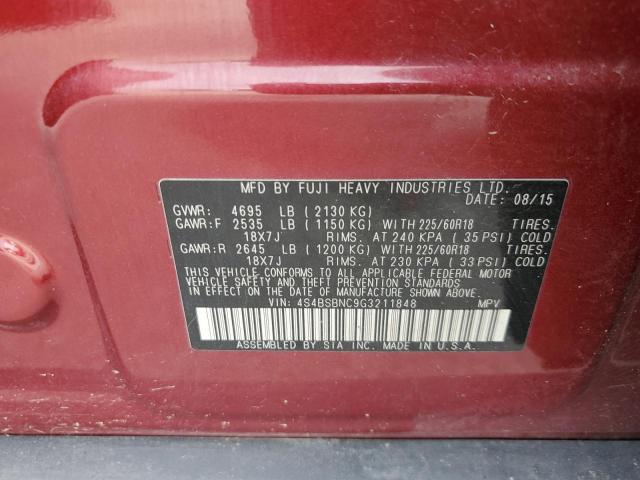 MFD BY FUJI HEAVY INDUSTRIES LTD.
DATE: 08/15
GVWR: 4695 LB (2130 KG)
GAWR:F 2535 LB (1150 KG) WITH 225/60R18 TIRES.
18X7J RIMS. AT 240 KPA (35 PSI) COLD
GAWR:R 2645 LB (1200 KG) WITH 225/60R18 TIRES.
18X7J RIMS. AT 230 KPA (33 PSI) COLD
THIS VEHICLE CONFORMS TO ALL APPLICABLE FEDERAL MOTOR
VEHICLE SAFETY AND THEFT PREVENTION STANDARDS IN
EFFECT ON THE DATE OF MANUFACTURE SHOWN ABOVE.
VIN: 4S4BSBNC9G3211848 MPV
ASSEMBLED BY SIA INC. MADE IN U.S.A.